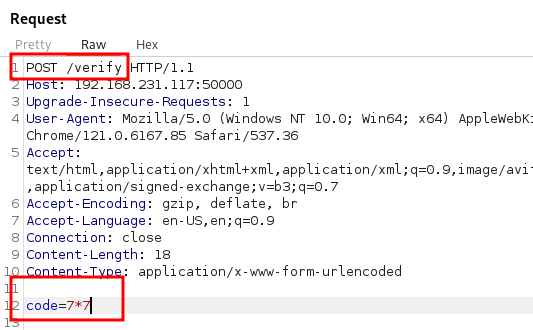 Request
Pretty Raw Hex
1 POST /verify HTTP/1.1
2 Host: 192.168.231.117:50000
3 Upgrade-Insecure-Requests: 1
4 User-Agent: Mozilla/5.0 (Windows NT 10.0; Win64; x64) AppleWebKi
Chrome/121.0.6167.85 Safari/537.36
5 Accept:
text/html,application/xhtml+xml,application/xml;q=0.9,image/avi
,application/signed-exchange;v=b3;q=0.7
6 Accept-Encoding: gzip, deflate, br
7 Accept-Language: en-US,en;q=0.9
8 Connection: close
9 Content-Length: 18
10 Content-Type: application/x-www-form-urlencoded
11
12 code=7*7
13